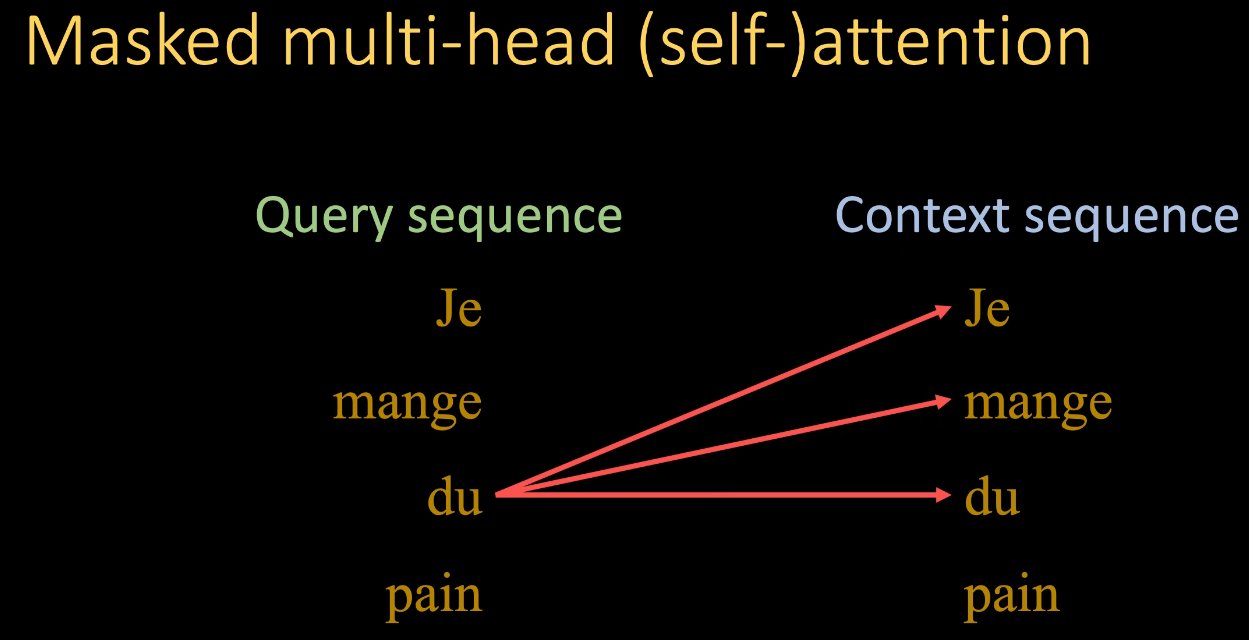 Masked multi-head (self-)attention
Query sequence
Context sequence
Je
Je
mange
mange
du
du
pain
pain